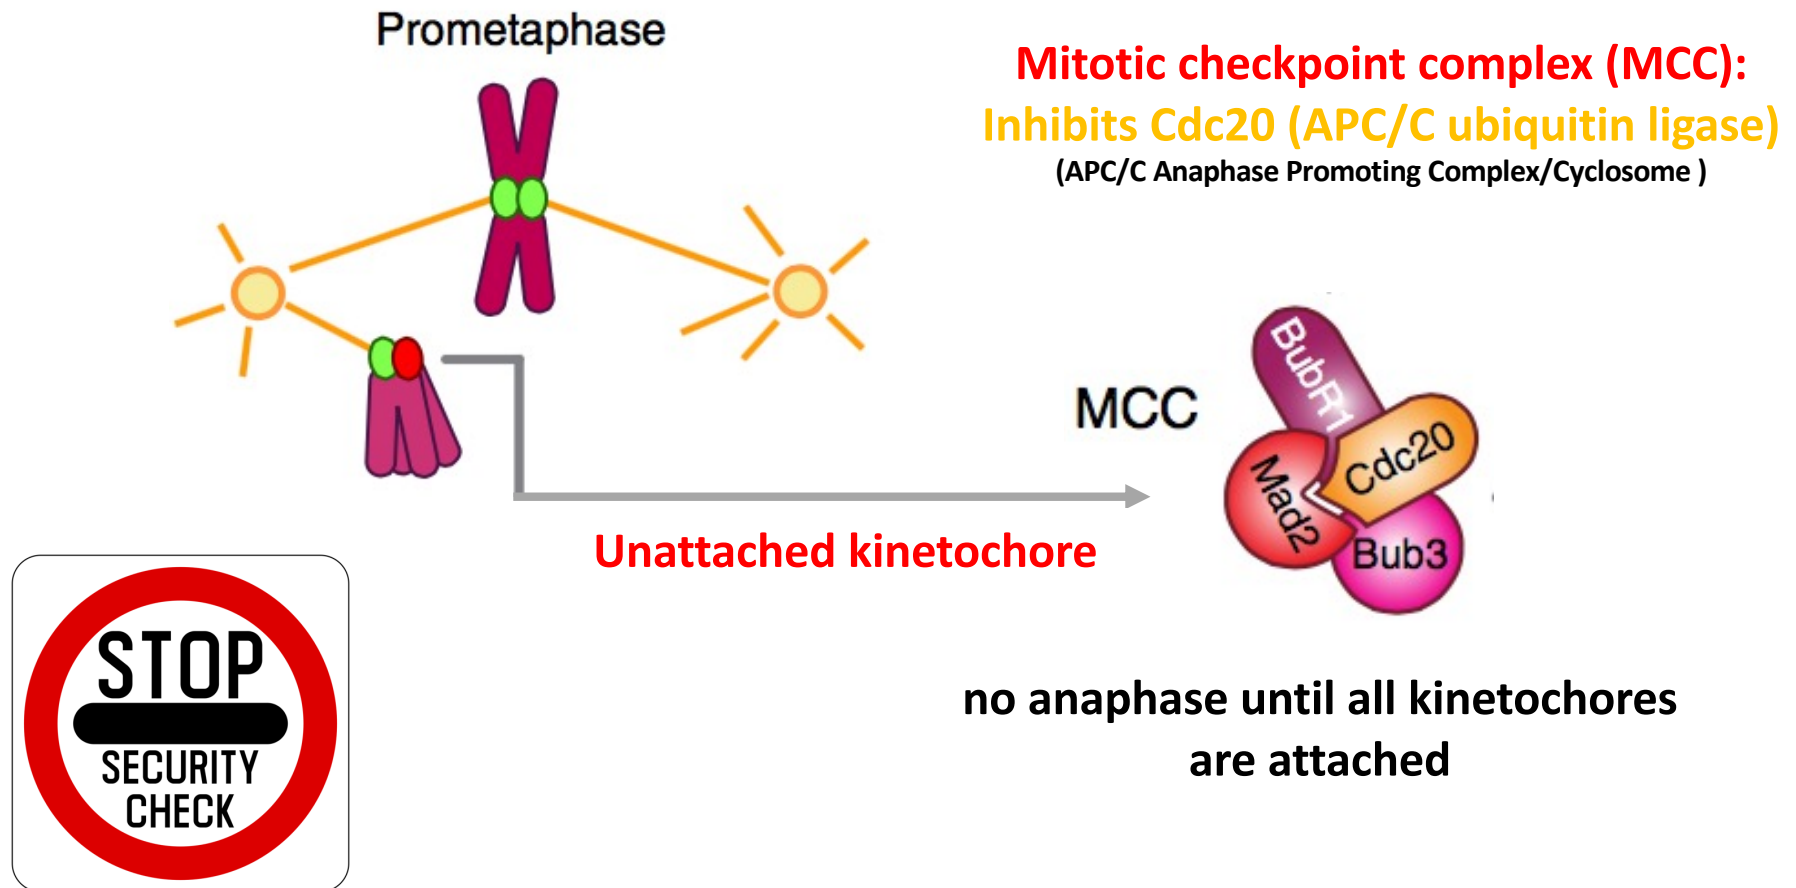 Prometaphase
Mitotic checkpoint complex (MCC):
Inhibits Cdc20 (APC/C ubiquitin ligase)
(APC/C Anaphase Promoting Complex/Cyclosome )
BubR1
MCC
Cdc20
Mad2
Bub3
Unattached kinetochore
STOP
SECURITY
CHECK
no anaphase until all kinetochores
are attached